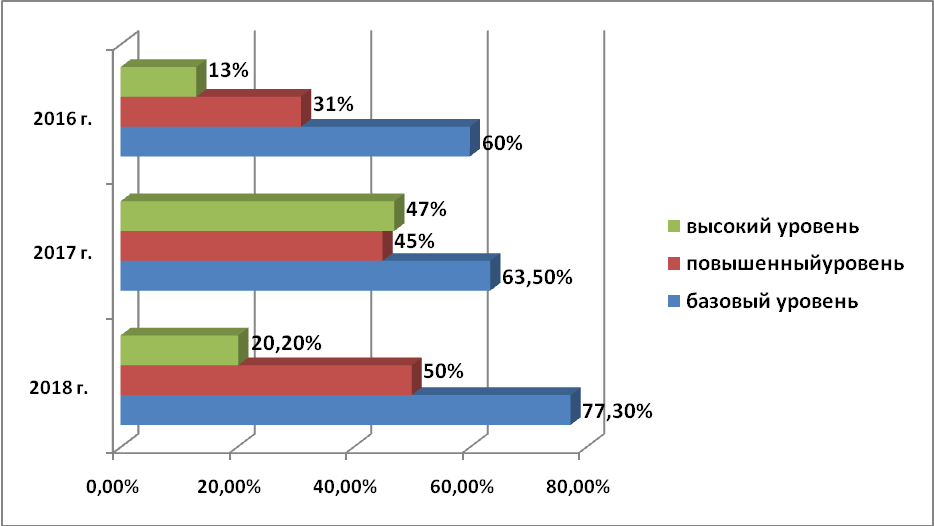 13%
2016 г.
31%
60%
47%
2017 г.
45%
63,50%
20,20%
2018 г.
50%
77,30%
0,00% 20,00% 40,00% 60,00% 80,00%
высокий уровень
повышенныйуровень
базовый уровень